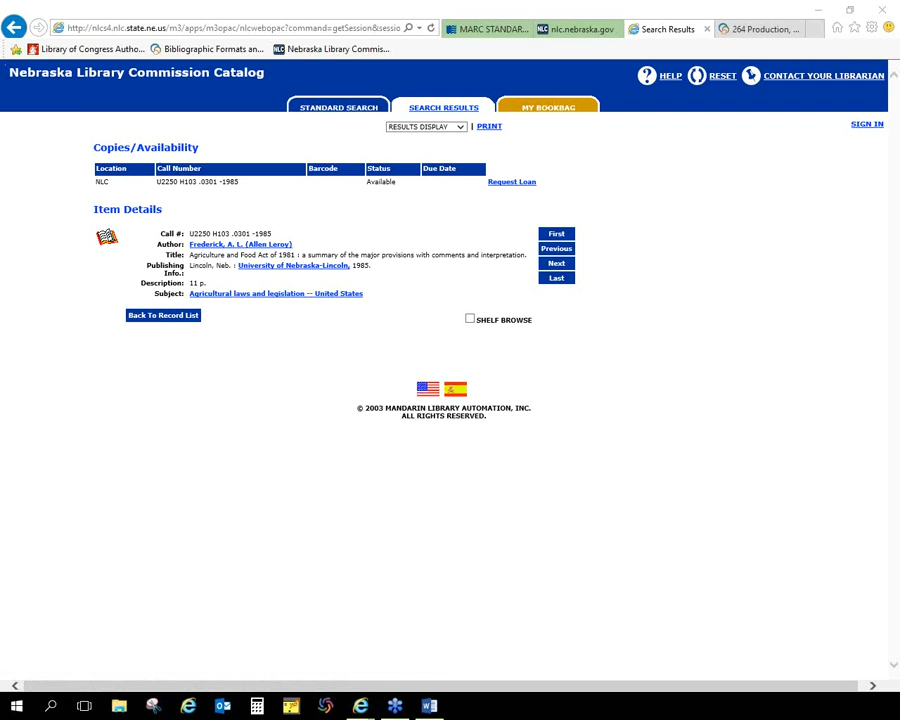 http://nlcs4.nlc.state.ne.us/m3/apps/m3opac/nlcwebopac?command=getSession&sessio
MARC STANDAR...
nlc.nebraska.gov
Search Results
264 Production, ...
Library of Congress Autho...
Bibliographic Formats an...
NLC Nebraska Library Commis...
Nebraska Library Commission Catalog
? HELP
RESET
CONTACT YOUR LIBRARIAN
STANDARD SEARCH
SEARCH RESULTS
MY BOOKBAG
RESULTS DISPLAY | PRINT
SIGN IN
Copies/Availability
Location Call Number Barcode Status Due Date
NLC U2250 H103 .0301 -1985 Available Request Loan
Item Details
Call #: U2250 H103 .0301 -1985
First
Author: Frederick, A. L. (Allen Leroy)
Previous
Title: Agriculture and Food Act of 1981 : a summary of the major provisions with comments and interpretation.
Publishing Info.: Lincoln, Neb. : University of Nebraska-Lincoln, 1985.
Next
Description: 11 p.
Last
Subject: Agricultural laws and legislation -- United States
Back To Record List
SHELF BROWSE
© 2003 MANDARIN LIBRARY AUTOMATION, INC.
ALL RIGHTS RESERVED.